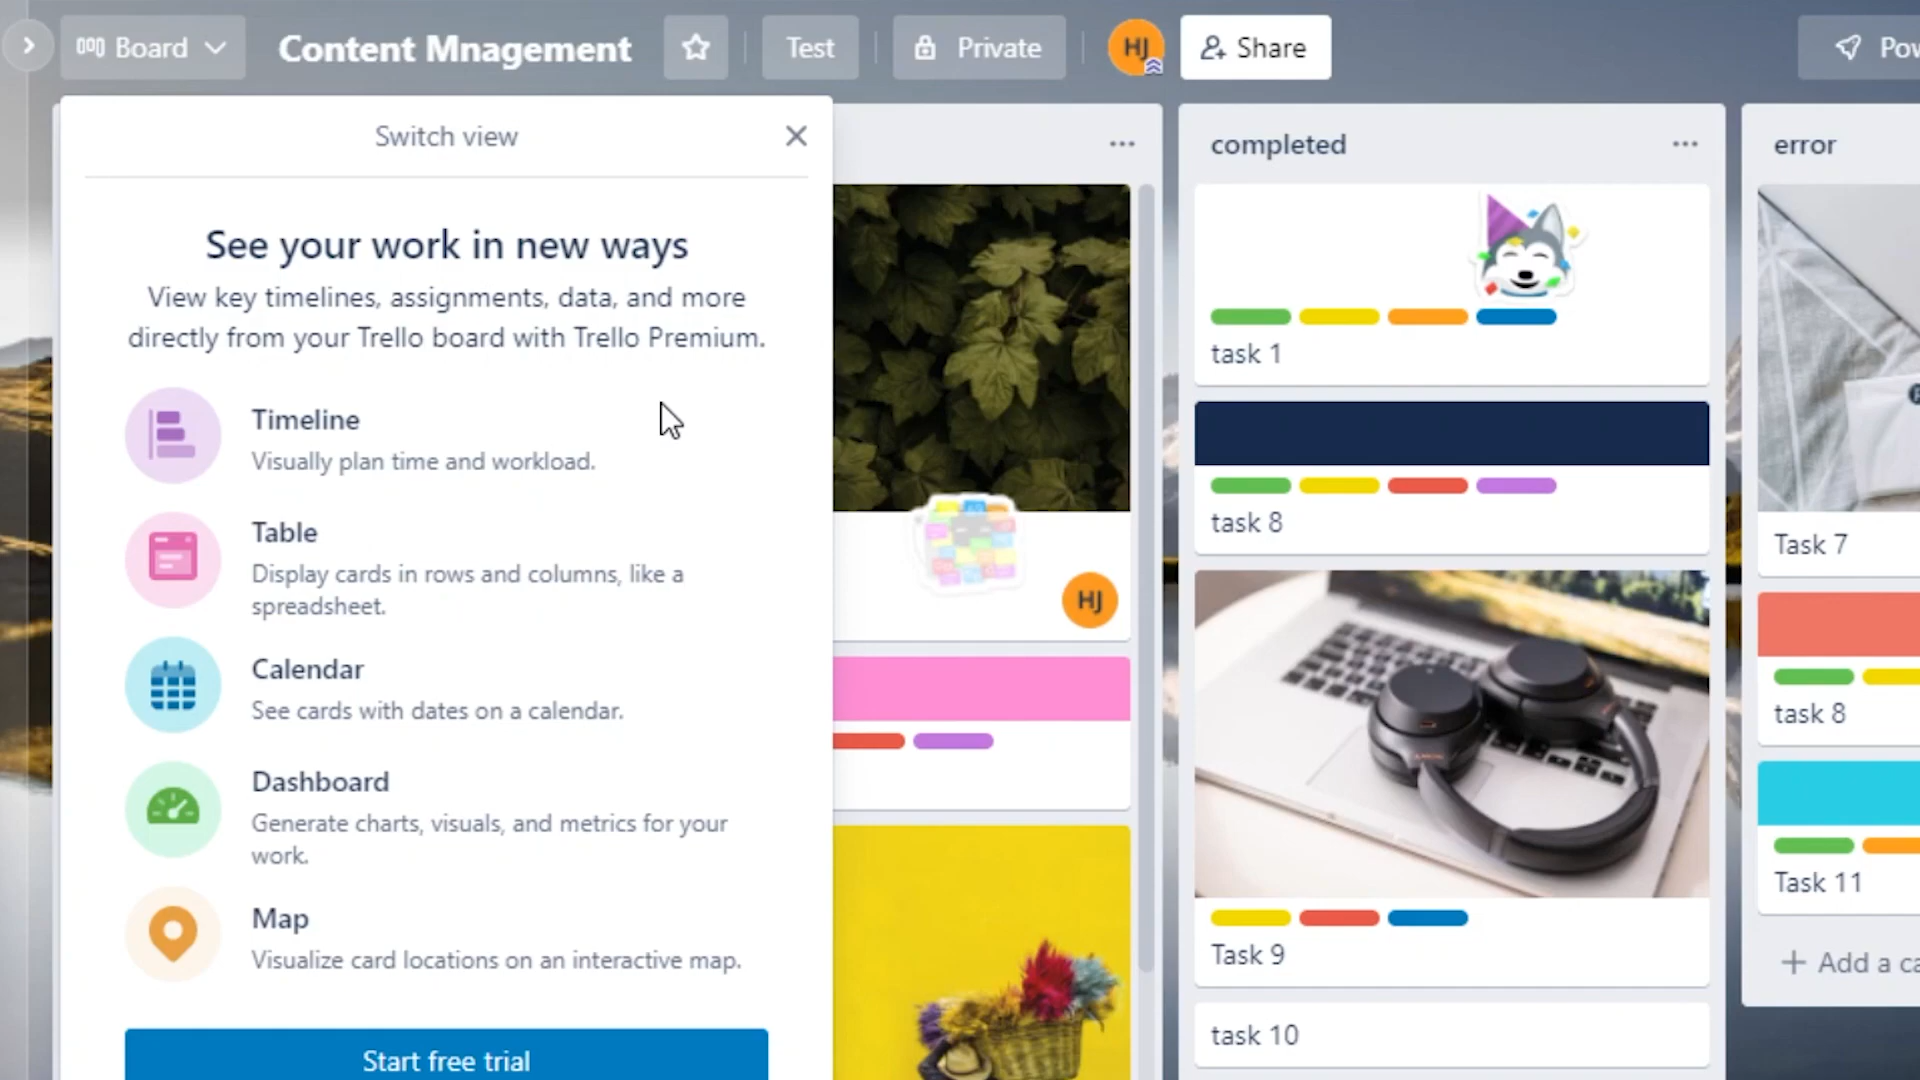 Board
Content Mnagement
Test
Private
HJ
Share
Switch view
See your work in new ways
View key timelines, assignments, data, and more
directly from your Trello board with Trello Premium.
Timeline
Visually plan time and workload.
Table
Display cards in rows and columns, like a
spreadsheet.
Calendar
See cards with dates on a calendar.
Dashboard
Generate charts, visuals, and metrics for your
work.
Map
Visualize card locations on an interactive map.
Start free trial
HJ
completed
task 1
task 8
Task 9
task 10
error
Task 7
task 8
Task 11
Add a